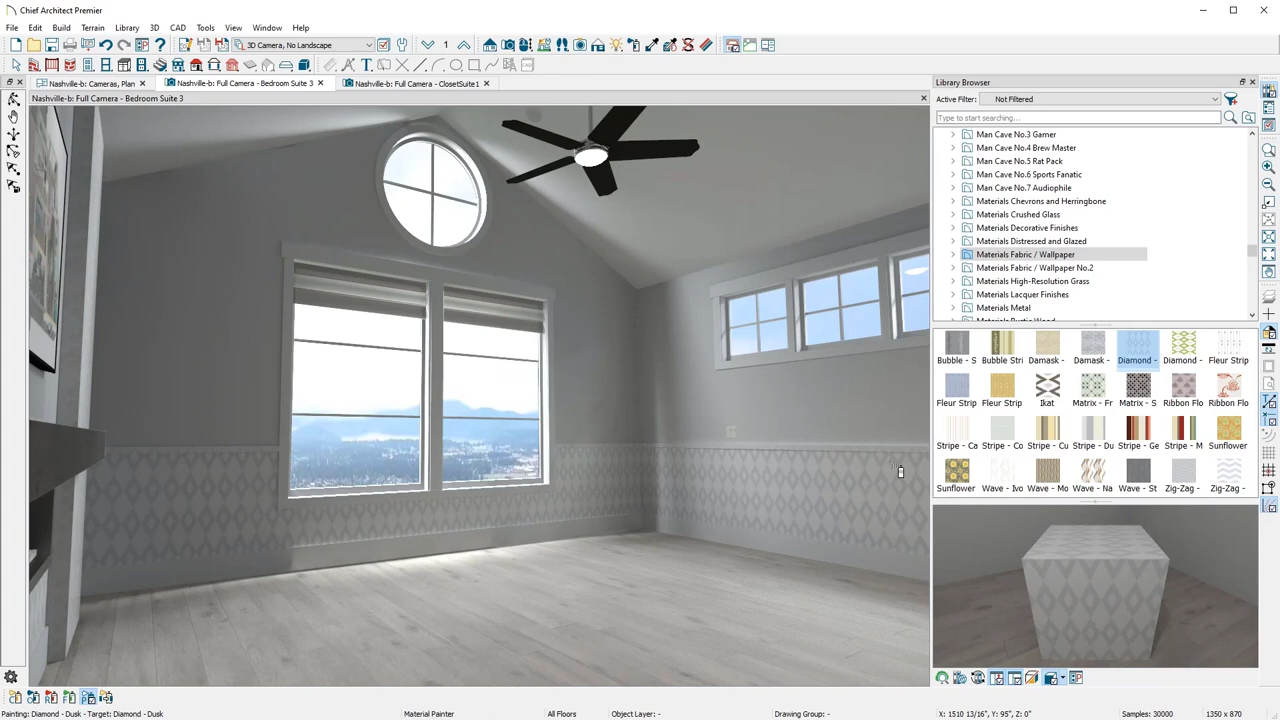 Chief Architect Premier
File Edit Build Terrain Library 3D CAD Tools View Window Help
1 3D Camera, No Landscape
Nashville-b: Cameras, Plan Nashville-b: Full Camera - Bedroom Suite 3 Nashville-b: Full Camera - ClosetSuite1
Nashville-b: Full Camera - Bedroom Suite 3
Library Browser
Active Filter: Not Filtered
Type to start searching...
Man Cave No.3 Gamer
Man Cave No.4 Brew Master
Man Cave No.5 Rat Pack
Man Cave No.6 Sports Fanatic
Man Cave No.7 Audiophile
Materials Chevrons and Herringbone
Materials Crushed Glass
Materials Decorative Finishes
Materials Distressed and Glazed
Materials Fabric / Wallpaper
Materials Fabric / Wallpaper No.2
Materials High-Resolution Grass
Materials Lacquer Finishes
Materials Metal
Bubble - S Bubble Stri Damask - Damask - Diamond - Diamond - Fleur Strip
Fleur Strip Fleur Strip Ikat Matrix - Fr Matrix - S Ribbon Flo Ribbon Flo
Stripe - Ca Stripe - Co Stripe - Cu Stripe - Du Stripe - Ge Stripe - M Sunflower
Sunflower Wave - Ivo Wave - Mo Wave - Na Wave - St Zig-Zag - Zig-Zag -
Painting: Diamond - Dusk - Target: Diamond - Dusk Material Painter All Floors Object Layer: - Drawing Group: - X: 1510 13/16", Y: 95", Z: 0" Samples: 30000 1350 x 870